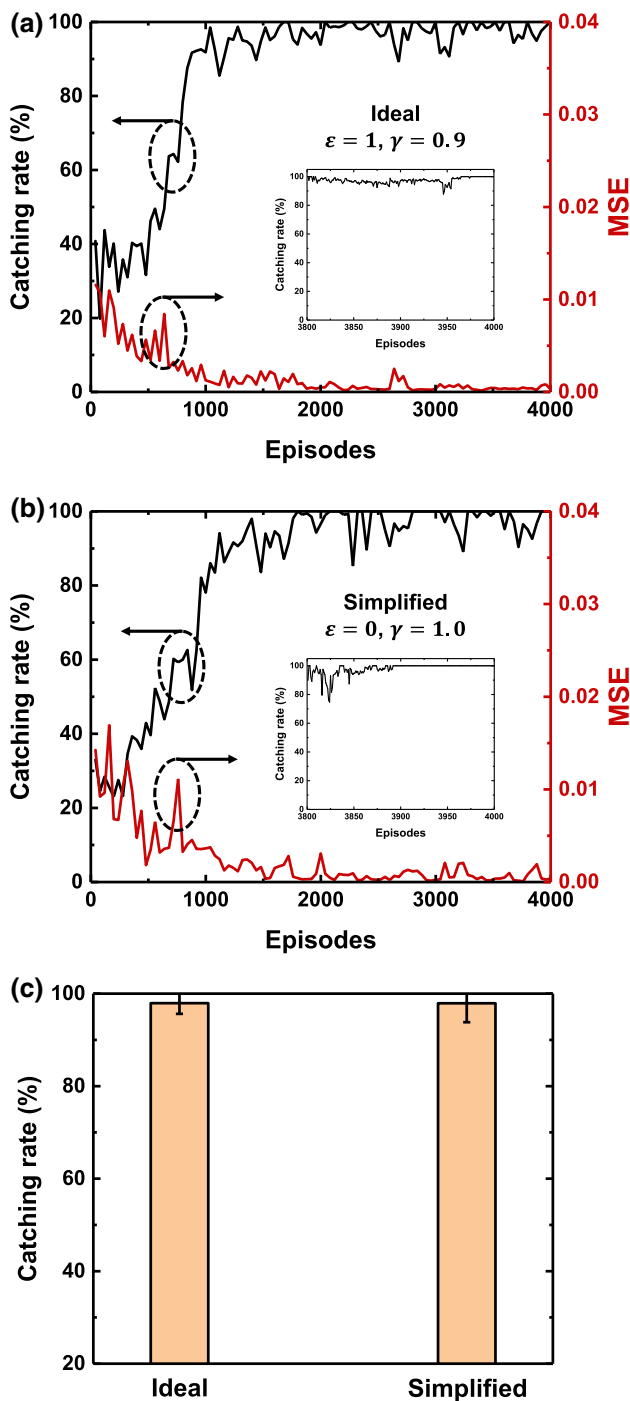 (a)
100
80
60
40
20
0
Catching rate (%)
0.04
0.03
0.02
0.01
0.00
MSE
Ideal
ε = 1, γ = 0.9
100
80
60
40
20
0
Catching rate (%)
3800 3850 3900 3950 4000
Episodes
0 1000 2000 3000 4000
Episodes
(b)
100
80
60
40
20
0
Catching rate (%)
0.04
0.03
0.02
0.01
0.00
MSE
Simplified
ε = 0, γ = 1.0
100
80
60
40
20
0
Catching rate (%)
3800 3850 3900 3950 4000
Episodes
0 1000 2000 3000 4000
Episodes
(c)
100
80
60
40
20
Catching rate (%)
Ideal Simplified